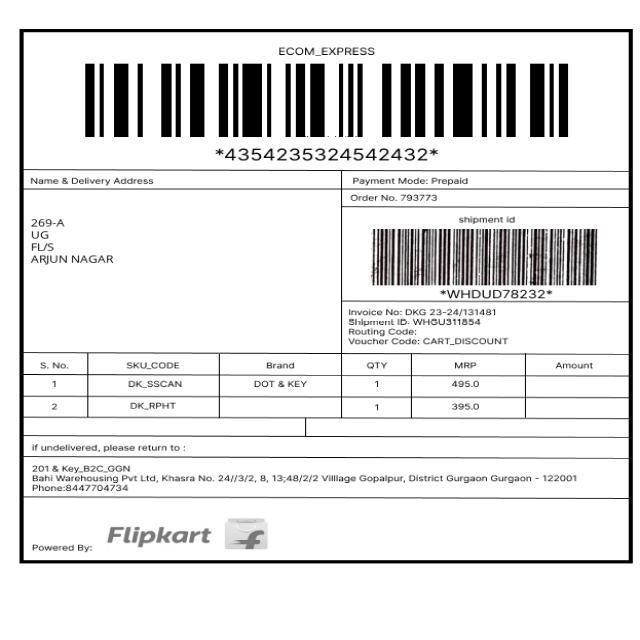 ECOM_EXPRESS
*4354235324542432*
Name & Delivery Address
Payment Mode: Prepaid
Order No. 793773
269-A
UG
FL/S
ARJUN NAGAR
shipment id
*WHDUD78232*
Invoice No: DKG 23-24/131481
Shipment ID: WHGU311854
Routing Code:
Voucher Code: CART_DISCOUNT
S. No. SKU_CODE Brand QTY MRP Amount
1 DK_SSCAN DOT & KEY 1 495.0
2 DK_RPHT 1 395.0
if undelivered, please return to :
201 & Key_B2C_GGN
Bahi Warehousing Pvt Ltd, Khasra No. 24//3/2, 8, 13;48/2/2 Villlage Gopalpur, District Gurgaon Gurgaon - 122001
Phone:8447704734
Powered By: Flipkart